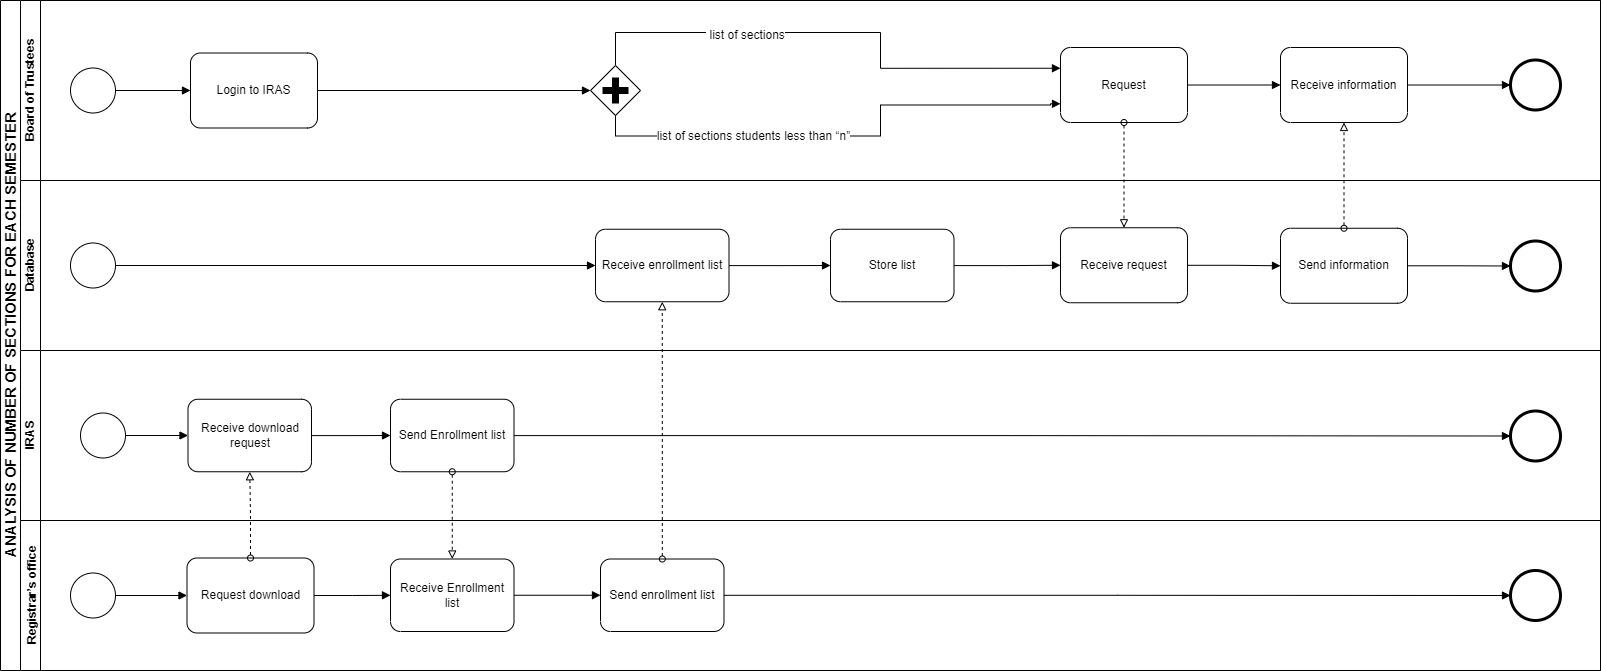 ANALYSIS OF NUMBER OF SECTIONS FOR EACH SEMESTER
Board of Trustees
Login to IRAS
list of sections
list of sections students less than “n”
Request
Receive information
Database
Receive enrollment list
Store list
Receive request
Send information
IRAS
Receive download
request
Send Enrollment list
Registrar's office
Request download
Receive Enrollment
list
Send enrollment list